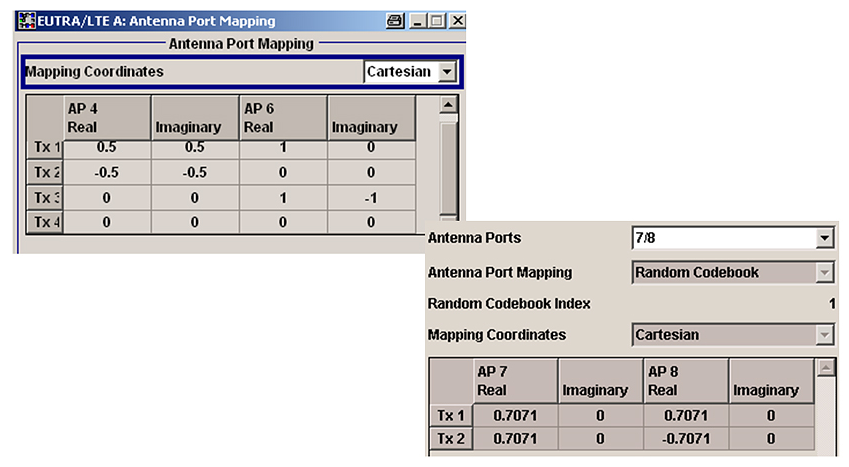 EUTRA/LTE A: Antenna Port Mapping
Antenna Port Mapping
Mapping Coordinates Cartesian
AP 4 AP 6
Real Imaginary Real Imaginary
Tx 1 0.5 0.5 1 0
Tx 2 -0.5 -0.5 0 0
Tx 3 0 0 1 -1
Tx 4 0 0 0 0
Antenna Ports 7/8
Antenna Port Mapping Random Codebook
Random Codebook Index 1
Mapping Coordinates Cartesian
AP 7 AP 8
Real Imaginary Real Imaginary
Tx 1 0.7071 0 0.7071 0
Tx 2 0.7071 0 -0.7071 0